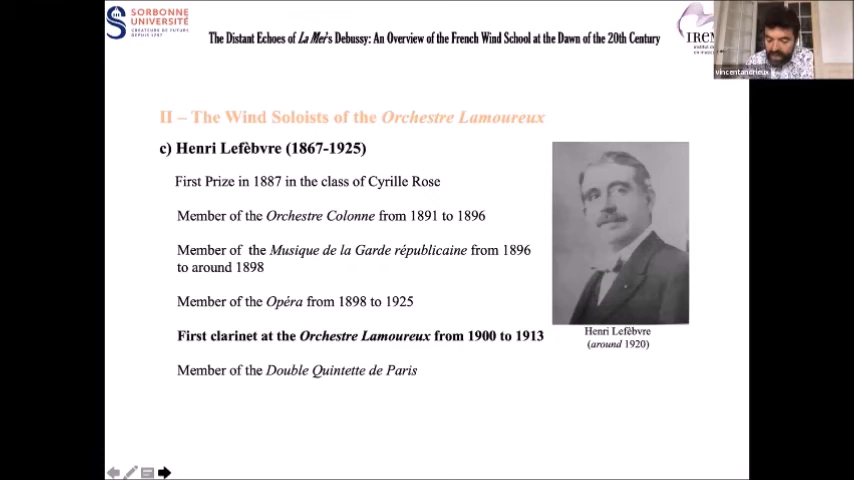 SORBONNE
UNIVERSITÉ
CRÉATEURS DE FUTURS
DEPUIS 1257
The Distant Echoes of La Mer's Debussy: An Overview of the French Wind School at the Dawn of the 20th Century
IReM
vincentandrieux
II – The Wind Soloists of the Orchestre Lamoureux
c) Henri Lefèbvre (1867-1925)
First Prize in 1887 in the class of Cyrille Rose
Member of the Orchestre Colonne from 1891 to 1896
Member of the Musique de la Garde républicaine from 1896
to around 1898
Member of the Opéra from 1898 to 1925
First clarinet at the Orchestre Lamoureux from 1900 to 1913
Member of the Double Quintette de Paris
Henri Lefèbvre
(around 1920)